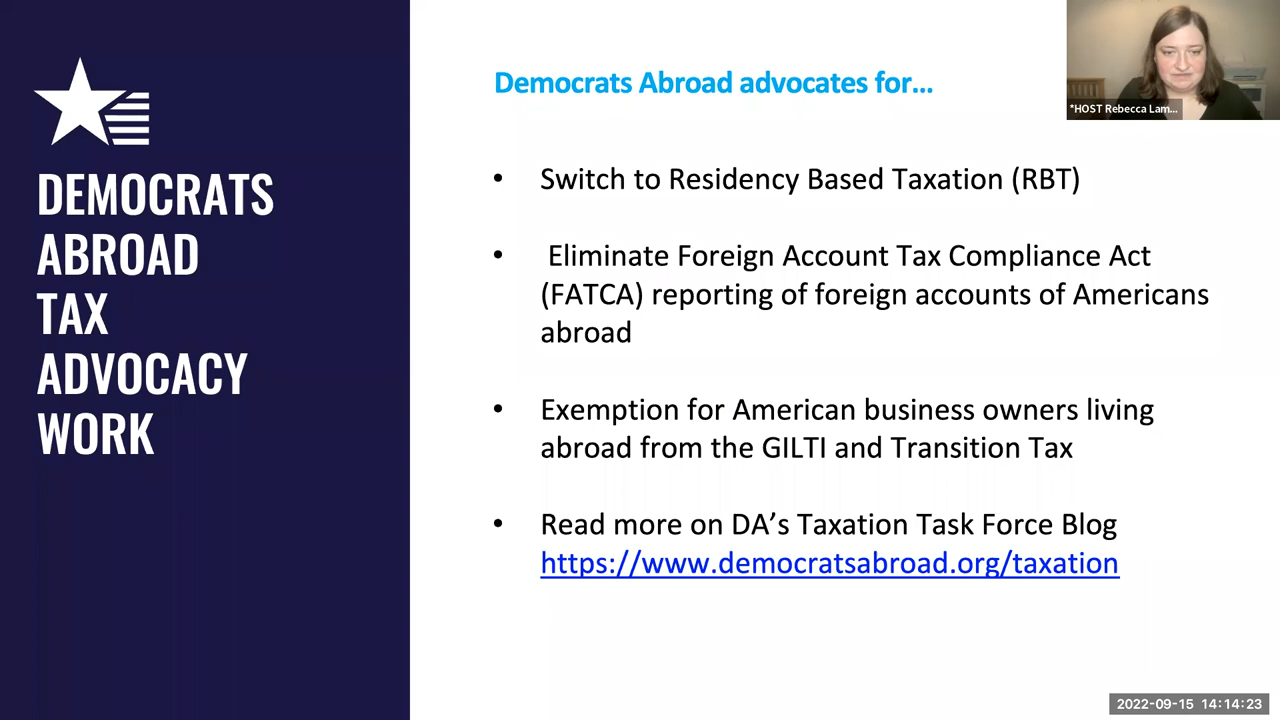 DEMOCRATS
ABROAD
TAX
ADVOCACY
WORK
Democrats Abroad advocates for...
• Switch to Residency Based Taxation (RBT)
• Eliminate Foreign Account Tax Compliance Act
(FATCA) reporting of foreign accounts of Americans
abroad
• Exemption for American business owners living
abroad from the GILTI and Transition Tax
• Read more on DA’s Taxation Task Force Blog
https://www.democratsabroad.org/taxation
*HOST Rebecca Lam...
2022-09-15 14:14:23